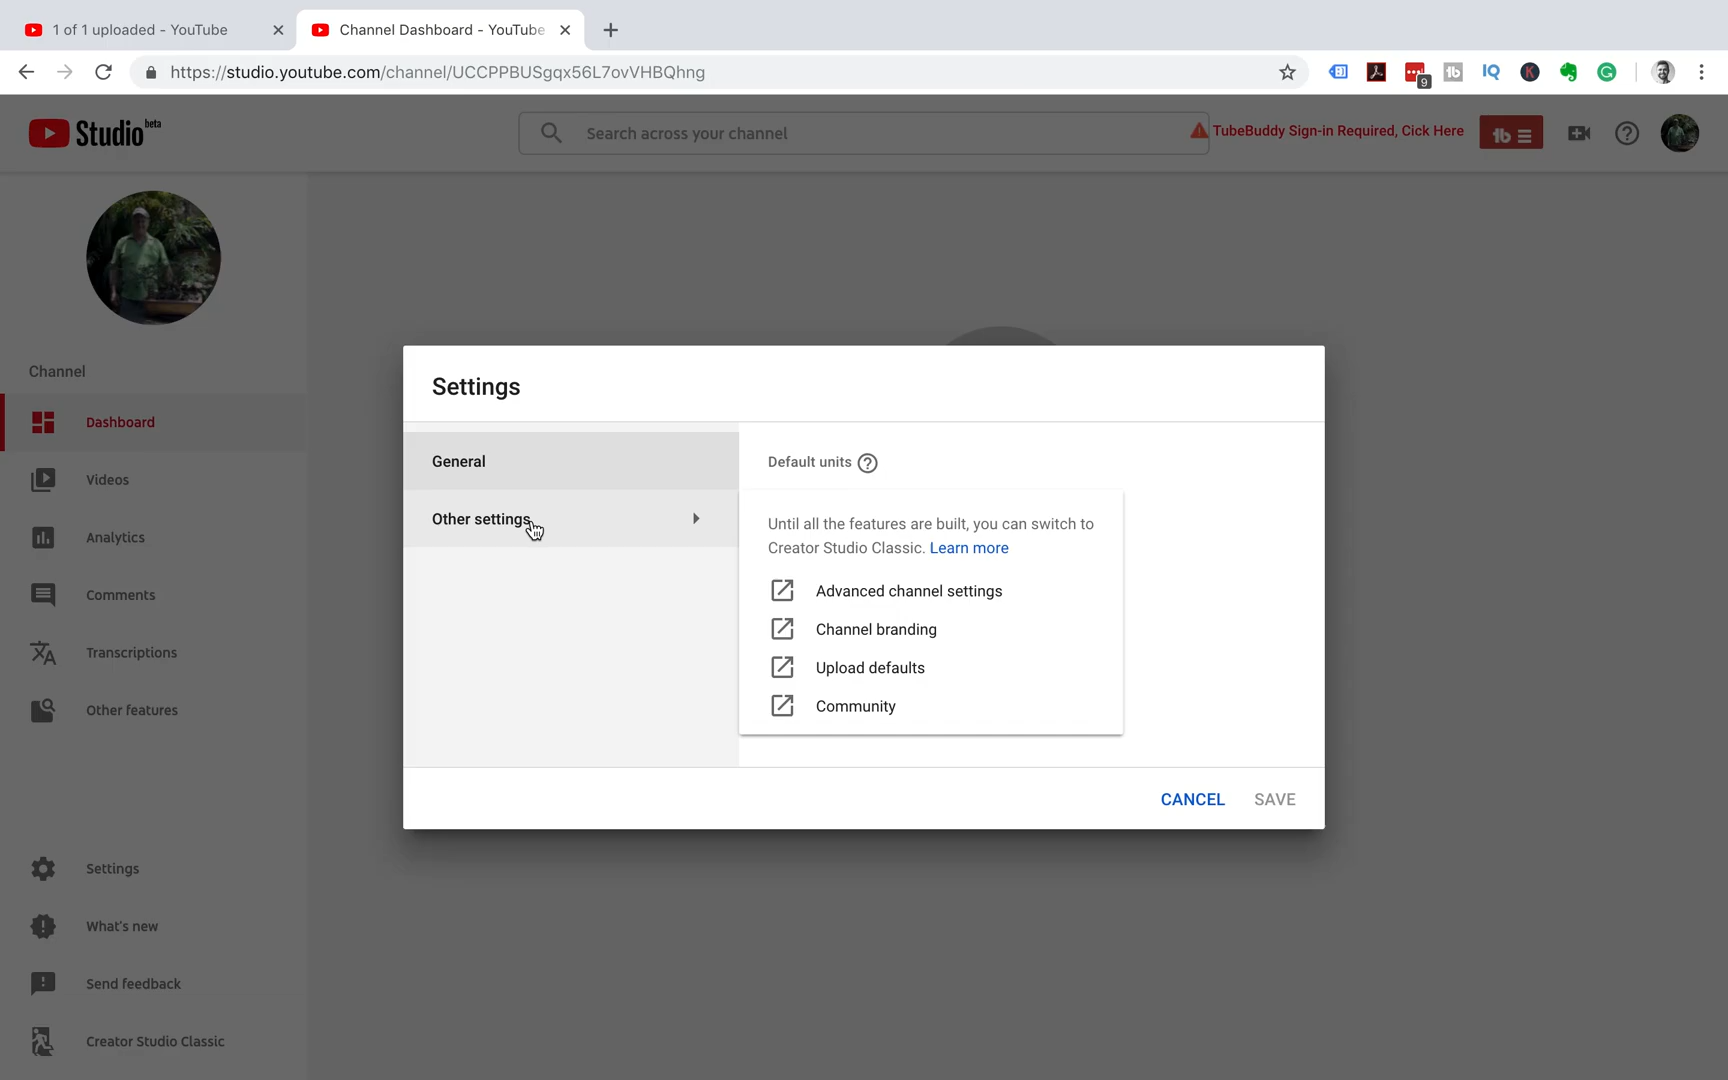 1 of 1 uploaded - YouTube
Channel Dashboard - YouTube
https://studio.youtube.com/channel/UCCPPBUSgqx56L7ovVHBQhng
9
Studio beta
Search across your channel
TubeBuddy Sign-in Required, Cick Here
Channel
Dashboard
Videos
Analytics
Comments
Transcriptions
Other features
Settings
What's new
Send feedback
Creator Studio Classic
Settings
General
Other settings
Default units
Until all the features are built, you can switch to
Creator Studio Classic. Learn more
Advanced channel settings
Channel branding
Upload defaults
Community
CANCEL SAVE